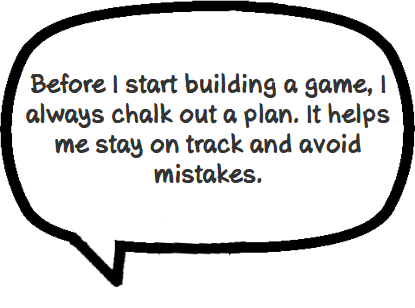 Before I start building a game, I
always chalk out a plan. It helps
me stay on track and avoid
mistakes.